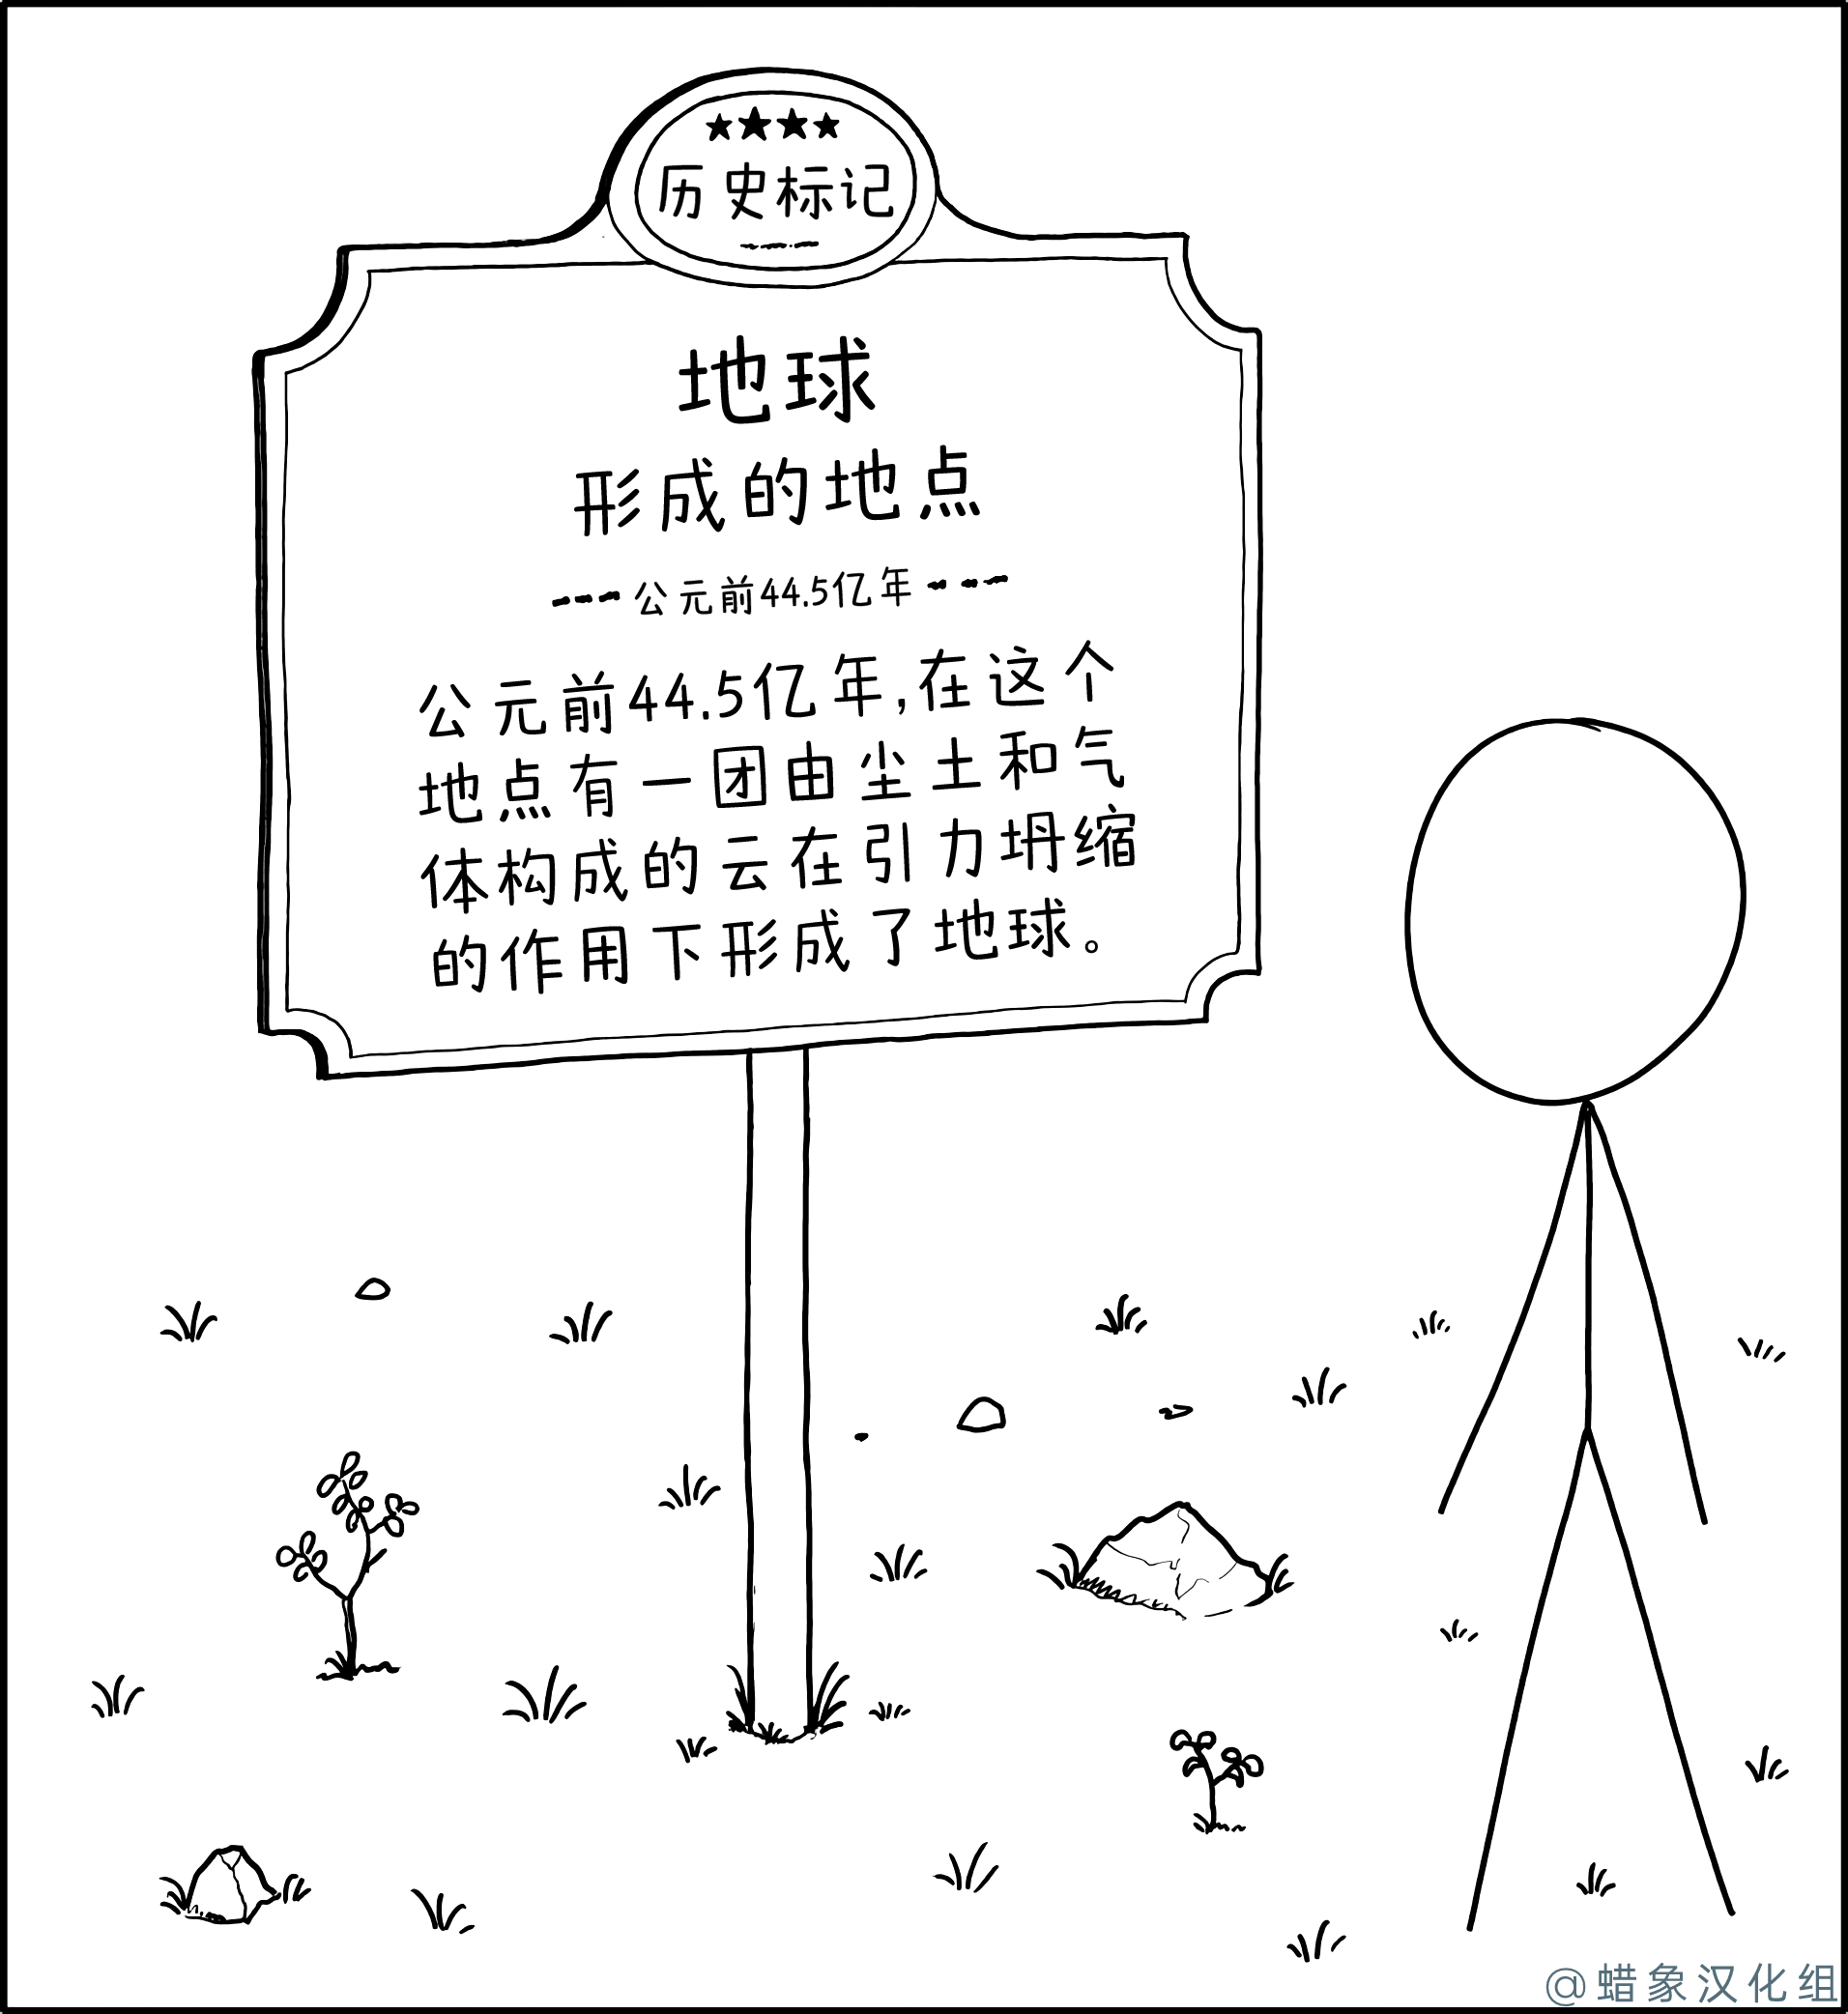 历史标记
地球
形成的地点
公元前44.5亿年
公元前44.5亿年,在这个
地点有一团由尘土和气
体构成的云在引力坍缩
的作用下形成了地球。
@蜡象汉化组